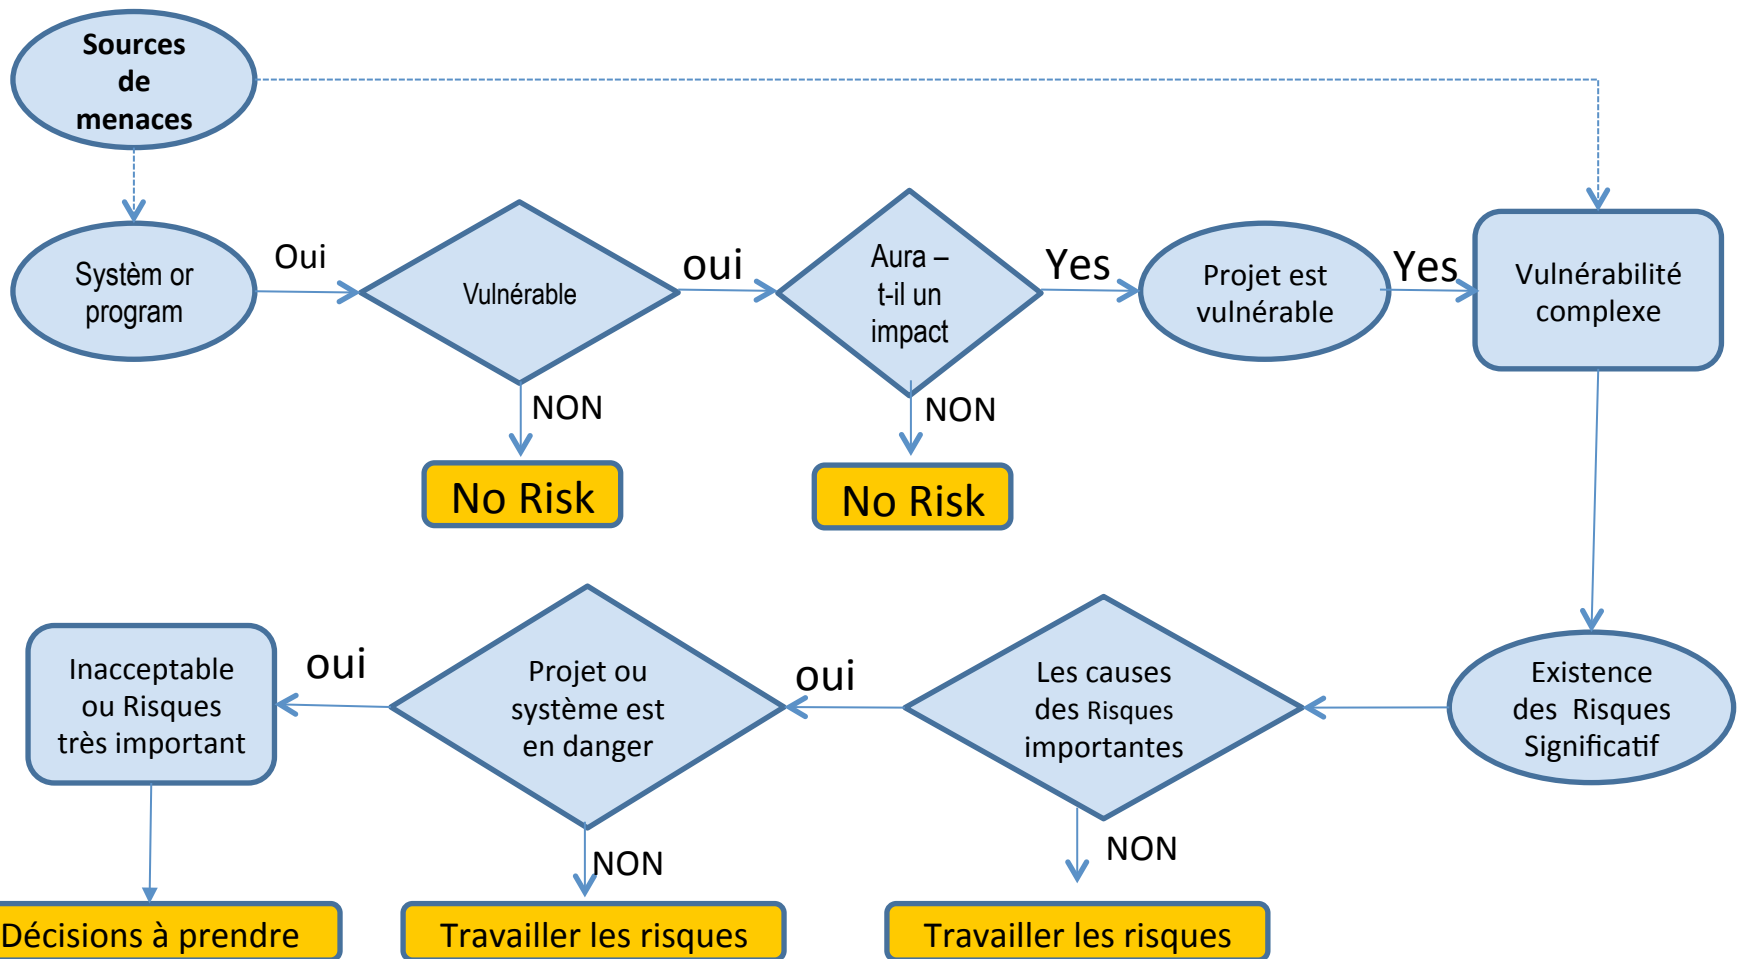 Sources
de
menaces
Systèm or
program
Oui
Vulnérable
oui
NON
No Risk
Aura –
t-il un
impact
Yes
NON
No Risk
Projet est
vulnérable
Yes
Vulnérabilité
complexe
Existence
des Risques
Significatif
Les causes
des Risques
importantes
oui
NON
Travailler les risques
Projet ou
système est
en danger
oui
NON
Travailler les risques
Inacceptable
ou Risques
très important
Décisions à prendre